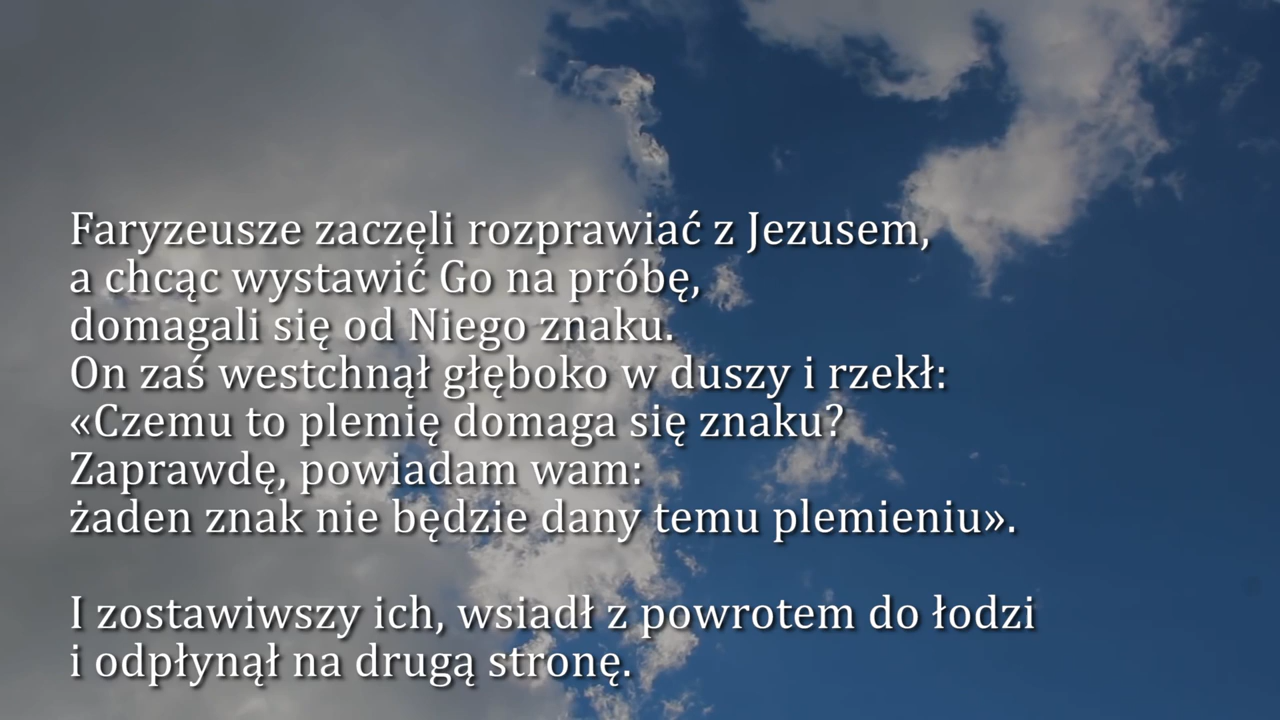 Faryzeusze zaczęli rozprawiać z Jezusem,
a chcąc wystawić Go na próbę,
domagali się od Niego znaku.
On zaś westchnął głęboko w duszy i rzekł:
«Czemu to plemię domaga się znaku?
Zaprawdę, powiadam wam:
żaden znak nie będzie dany temu plemieniu».
I zostawiwszy ich, wsiadł z powrotem do łodzi
i odpłynął na drugą stronę.